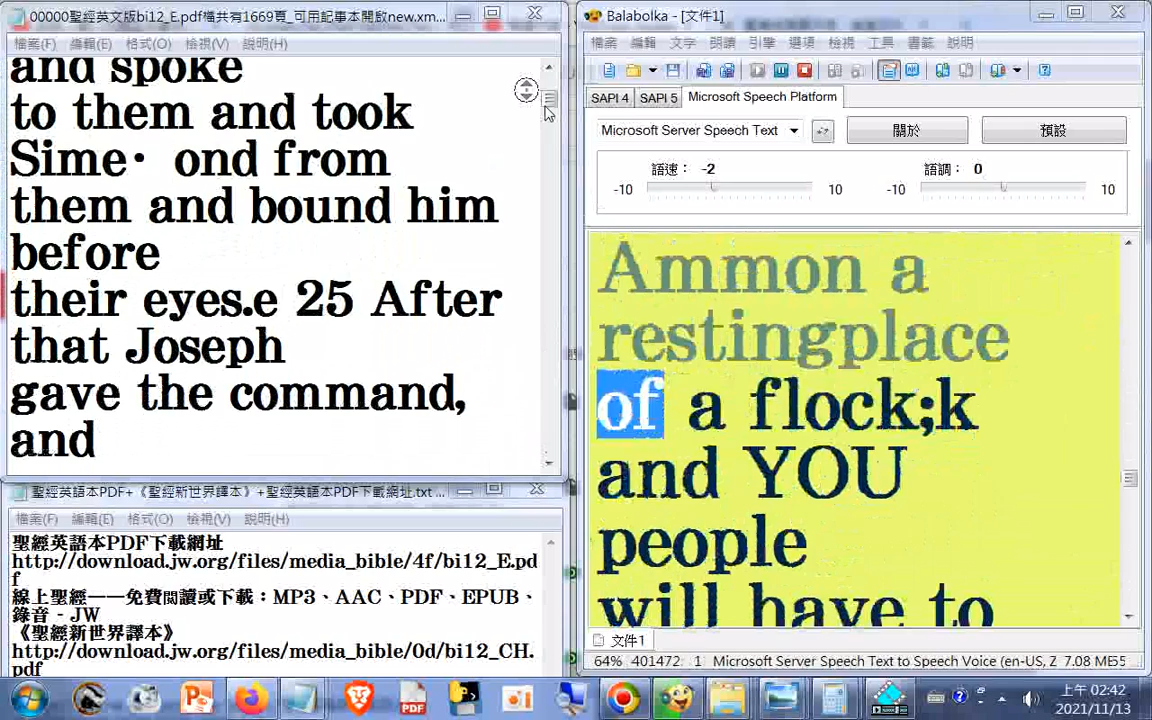 00000聖經英文版bi12_E.pdf檔共有1669頁_可用記事本開啟new.xm...
檔案(F) 編輯(E) 格式(O) 檢視(V) 說明(H)
and spoke
to them and took
Sime· ond from
them and bound him
before
their eyes.e 25 After
that Joseph
gave the command,
and
聖經英語本PDF+《聖經新世界譯本》+聖經英語本PDF下載網址.txt ...
檔案(F) 編輯(E) 格式(O) 檢視(V) 說明(H)
聖經英語本PDF下載網址
http://download.jw.org/files/media_bible/4f/bi12_E.pd
f
線上聖經——免費閱讀或下載：MP3、AAC、PDF、EPUB、
錄音 - JW
《聖經新世界譯本》
http://download.jw.org/files/media_bible/0d/bi12_CH.
pdf
Balabolka - [文件1]
檔案 編輯 文字 朗讀 引擎 選項 檢視 工具 書籤 說明
SAPI 4 SAPI 5 Microsoft Speech Platform
Microsoft Server Speech Text
關於 預設
語速： -2 語調： 0
-10 10 -10 10
Ammon a
restingplace
of a flock;k
and YOU
people
will have to
文件1
64% 401472: 1 Microsoft Server Speech Text to Speech Voice (en-US, Z 7.08 MB
PDF
上午 02:42
2021/11/13